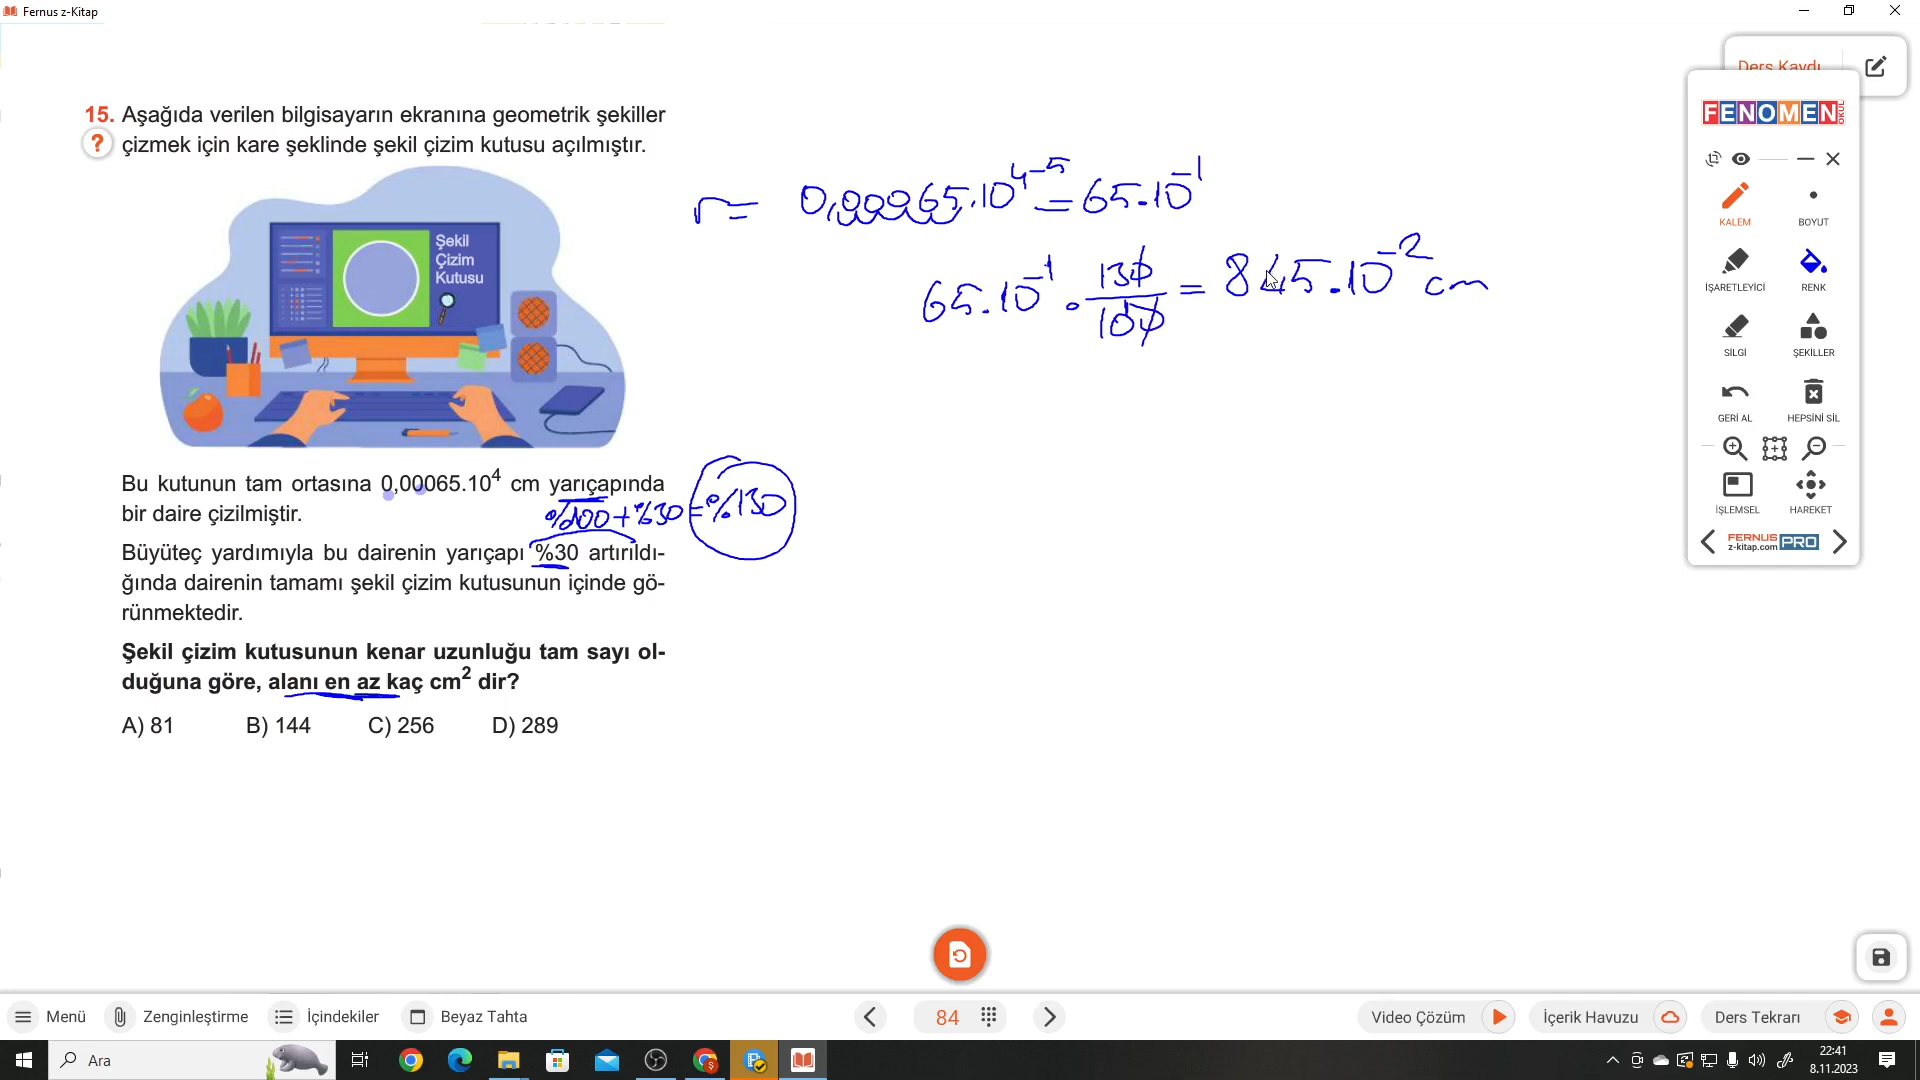 Fernus z-Kitap
Ders Kaydı
FENOMEN OKUL
15. Aşağıda verilen bilgisayarın ekranına geometrik şekiller
? çizmek için kare şeklinde şekil çizim kutusu açılmıştır.
Şekil
Çizim
Kutusu
r = 0,00065.10⁴⁻⁵ = 65.10⁻¹
65.10⁻¹ . 130/100 = 845.10⁻² cm
Bu kutunun tam ortasına 0,00065.10⁴ cm yarıçapında
bir daire çizilmiştir.
%100+%30=%130
Büyüteç yardımıyla bu dairenin yarıçapı %30 artırıldı-
ğında dairenin tamamı şekil çizim kutusunun içinde gö-
rünmektedir.
Şekil çizim kutusunun kenar uzunluğu tam sayı ol-
duğuna göre, alanı en az kaç cm² dir?
A) 81 B) 144 C) 256 D) 289
KALEM BOYUT
İŞARETLEYİCİ RENK
SİLGİ ŞEKİLLER
GERİ AL HEPSİNİ SİL
İŞLEMSEL HAREKET
FERNUS
z-kitap.com PRO
Menü Zenginleştirme İçindekiler Beyaz Tahta 84 Video Çözüm İçerik Havuzu Ders Tekrarı
Ara
22:41
8.11.2023